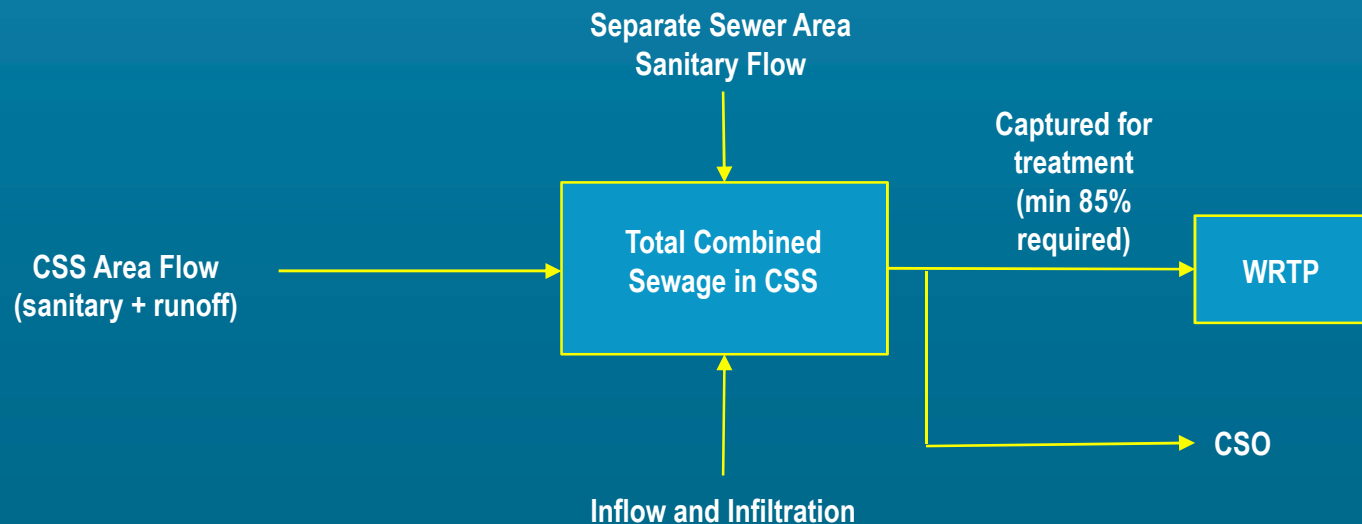 Separate Sewer Area
Sanitary Flow
Captured for
treatment
(min 85%
required)
Total Combined
Sewage in CSS
CSS Area Flow
(sanitary + runoff)
WRTP
CSO
Inflow and Infiltration